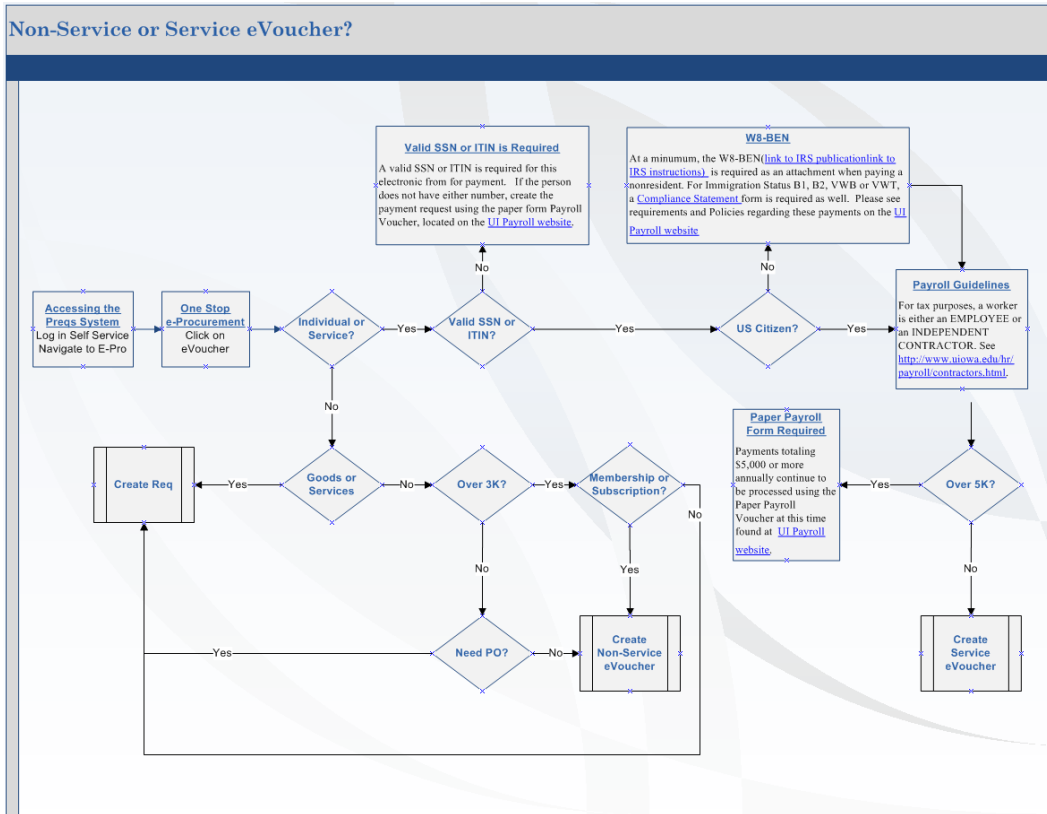 Non-Service or Service eVoucher?
Valid SSN or ITIN is Required
A valid SSN or ITIN is required for this
electronic from for payment. If the person
does not have either number, create the
payment request using the paper form Payroll
Voucher, located on the UI Payroll website.
W8-BEN
At a minumum, the W8-BEN(link to IRS publicationlink to
IRS instructions) is required as an attachment when paying a
nonresident. For Immigration Status B1, B2, VWB or VWT,
a Compliance Statement form is required as well. Please see
requirements and Policies regarding these payments on the UI
Payroll website
No
No
Accessing the
Preqs System
Log in Self Service
Navigate to E-Pro
One Stop
e-Procurement
Click on
eVoucher
Individual or
Service?
Yes
Valid SSN or
ITIN?
Yes
US Citizen?
Yes
Payroll Guidelines
For tax purposes, a worker
is either an EMPLOYEE or
an INDEPENDENT
CONTRACTOR. See
http://www.uiowa.edu/hr/
payroll/contractors.html.
No
Create Req
Yes
Goods or
Services
No
Over 3K?
Yes
Membership or
Subscription?
No
Paper Payroll
Form Required
Payments totaling
$5,000 or more
annually continue to
be processed using the
Paper Payroll
Voucher at this time
found at UI Payroll
website.
Yes
Over 5K?
No
Yes
No
Yes
Need PO?
No
Create
Non-Service
eVoucher
Create
Service
eVoucher